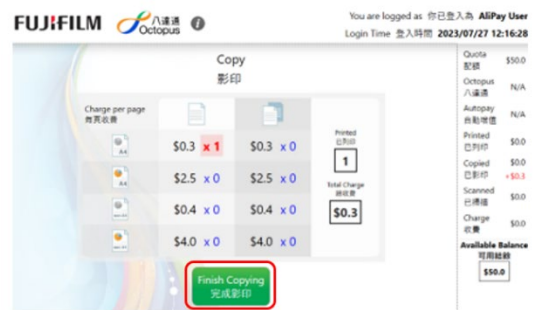 FUJIFILM 八達通 Octopus i
You are logged as 你已登入為 AliPay User
Login Time 登入時間 2023/07/27 12:16:28
Copy
影印
Charge per page
每頁收費
A4 $0.3 x 1 $0.3 x 0
A4 $2.5 x 0 $2.5 x 0
$0.4 x 0 $0.4 x 0
$4.0 x 0 $4.0 x 0
Printed
已列印
1
Total Charge
總收費
$0.3
Finish Copying
完成影印
Quota
配額 $50.0
Octopus
八達通 N/A
Autopay
自動增值 N/A
Printed
已列印 $0.0
Copied $0.0
已影印 +$0.3
Scanned
已掃描 $0.0
Charge
收費 $0.0
Available Balance
可用結餘
$50.0